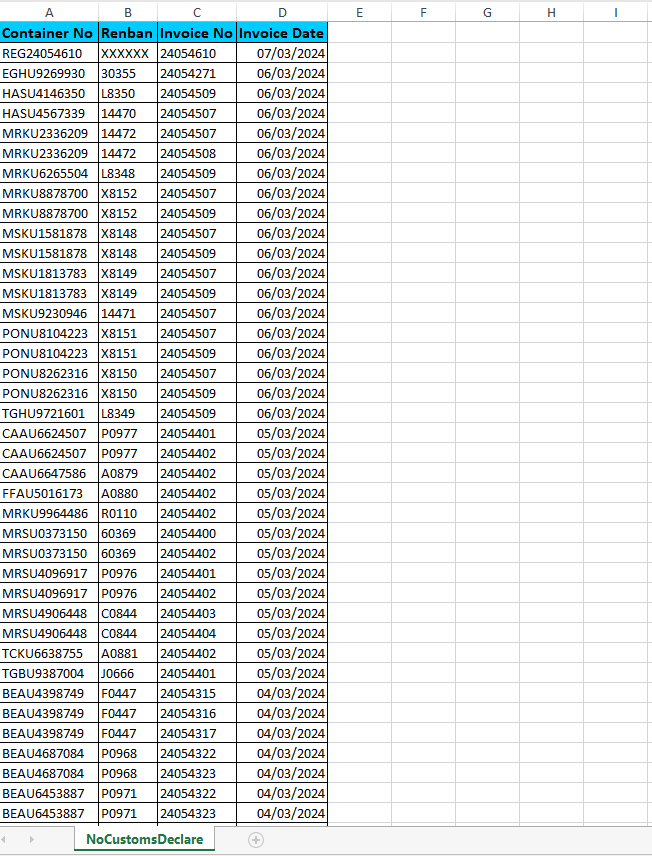 A B C D E F G H I
Container No Renban Invoice No Invoice Date
REG24054610 XXXXXX 24054610 07/03/2024
EGHU9269930 30355 24054271 06/03/2024
HASU4146350 L8350 24054509 06/03/2024
HASU4567339 14470 24054507 06/03/2024
MRKU2336209 14472 24054507 06/03/2024
MRKU2336209 14472 24054508 06/03/2024
MRKU6265504 L8348 24054509 06/03/2024
MRKU8878700 X8152 24054507 06/03/2024
MRKU8878700 X8152 24054509 06/03/2024
MSKU1581878 X8148 24054507 06/03/2024
MSKU1581878 X8148 24054509 06/03/2024
MSKU1813783 X8149 24054507 06/03/2024
MSKU1813783 X8149 24054509 06/03/2024
MSKU9230946 14471 24054507 06/03/2024
PONU8104223 X8151 24054507 06/03/2024
PONU8104223 X8151 24054509 06/03/2024
PONU8262316 X8150 24054507 06/03/2024
PONU8262316 X8150 24054509 06/03/2024
TGHU9721601 L8349 24054509 06/03/2024
CAAU6624507 P0977 24054401 05/03/2024
CAAU6624507 P0977 24054402 05/03/2024
CAAU6647586 A0879 24054402 05/03/2024
FFAU5016173 A0880 24054402 05/03/2024
MRKU9964486 R0110 24054402 05/03/2024
MRSU0373150 60369 24054400 05/03/2024
MRSU0373150 60369 24054402 05/03/2024
MRSU4096917 P0976 24054401 05/03/2024
MRSU4096917 P0976 24054402 05/03/2024
MRSU4906448 C0844 24054403 05/03/2024
MRSU4906448 C0844 24054404 05/03/2024
TCKU6638755 A0881 24054402 05/03/2024
TGBU9387004 J0666 24054401 05/03/2024
BEAU4398749 F0447 24054315 04/03/2024
BEAU4398749 F0447 24054316 04/03/2024
BEAU4398749 F0447 24054317 04/03/2024
BEAU4687084 P0968 24054322 04/03/2024
BEAU4687084 P0968 24054323 04/03/2024
BEAU6453887 P0971 24054322 04/03/2024
BEAU6453887 P0971 24054323 04/03/2024
NoCustomsDeclare